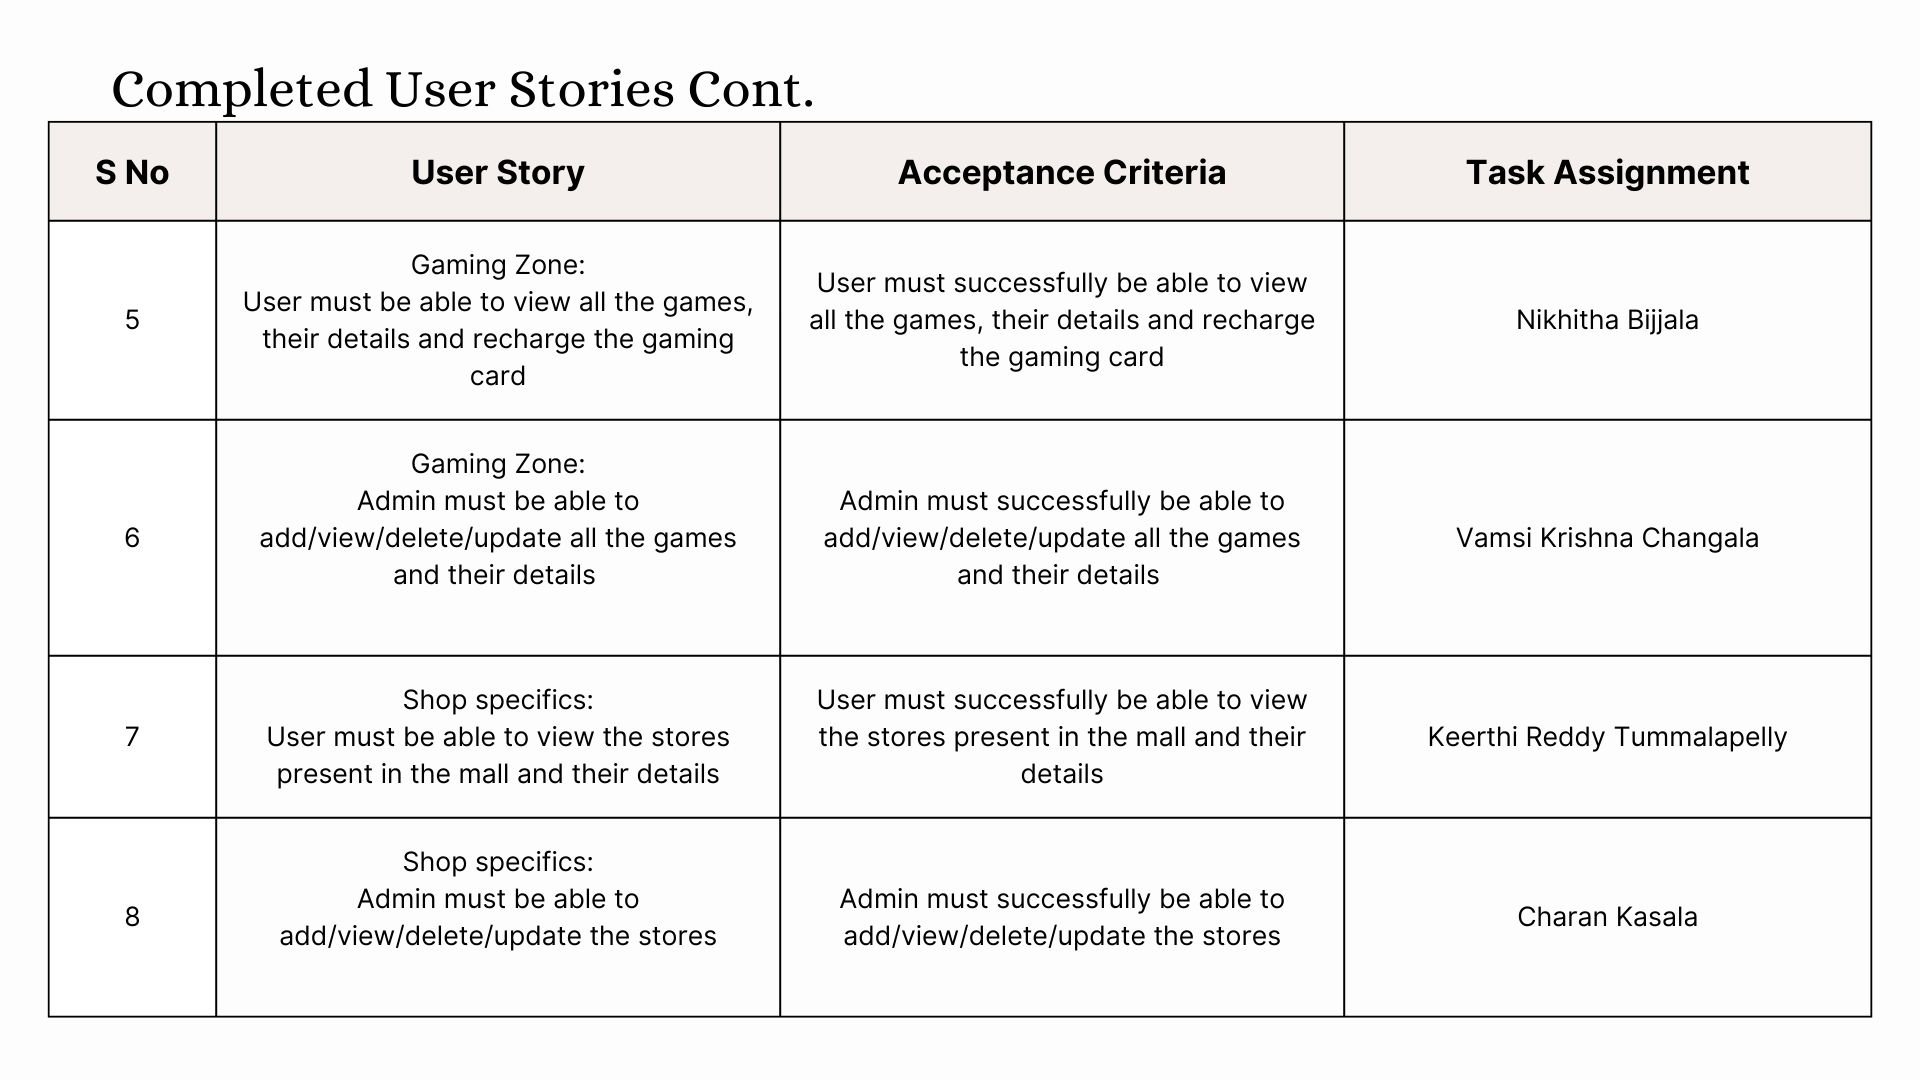 Completed User Stories Cont.
S No
User Story
Acceptance Criteria
Task Assignment
5
Gaming Zone:
User must be able to view all the games,
their details and recharge the gaming
card
User must successfully be able to view
all the games, their details and recharge
the gaming card
Nikhitha Bijjala
6
Gaming Zone:
Admin must be able to
add/view/delete/update all the games
and their details
Admin must successfully be able to
add/view/delete/update all the games
and their details
Vamsi Krishna Changala
7
Shop specifics:
User must be able to view the stores
present in the mall and their details
User must successfully be able to view
the stores present in the mall and their
details
Keerthi Reddy Tummalapelly
8
Shop specifics:
Admin must be able to
add/view/delete/update the stores
Admin must successfully be able to
add/view/delete/update the stores
Charan Kasala